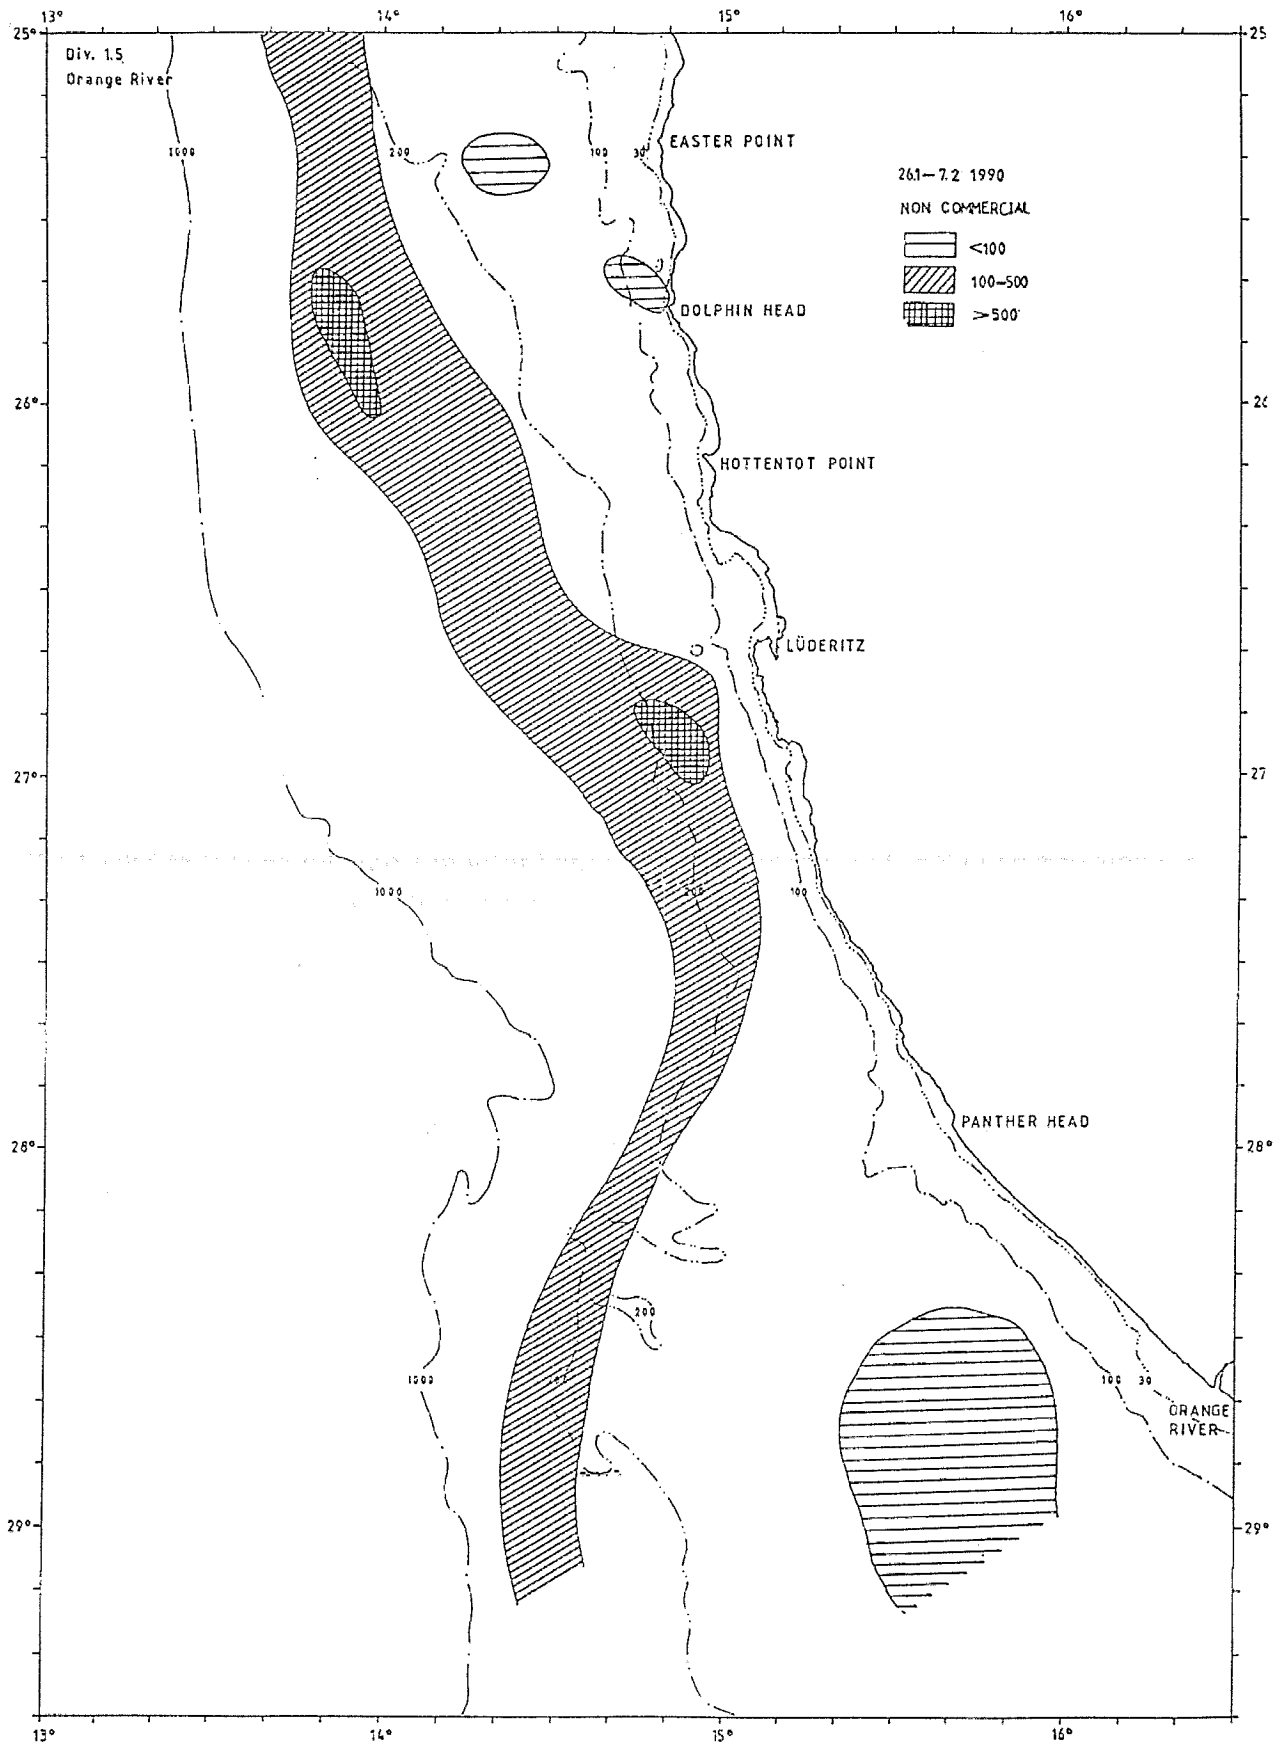 13° 14° 15° 16°
25° 25
Div. 1.5
Orange River
EASTER POINT
1000 200 100 30
26.1–7.2 1990
NON COMMERCIAL
<100
100–500
>500
DOLPHIN HEAD
26° 26
HOTTENTOT POINT
LÜDERITZ
27° 27
1000 200 100
PANTHER HEAD
28° 28°
200
1000 100 30
ORANGE
RIVER
29° 29°
13° 14° 15° 16°